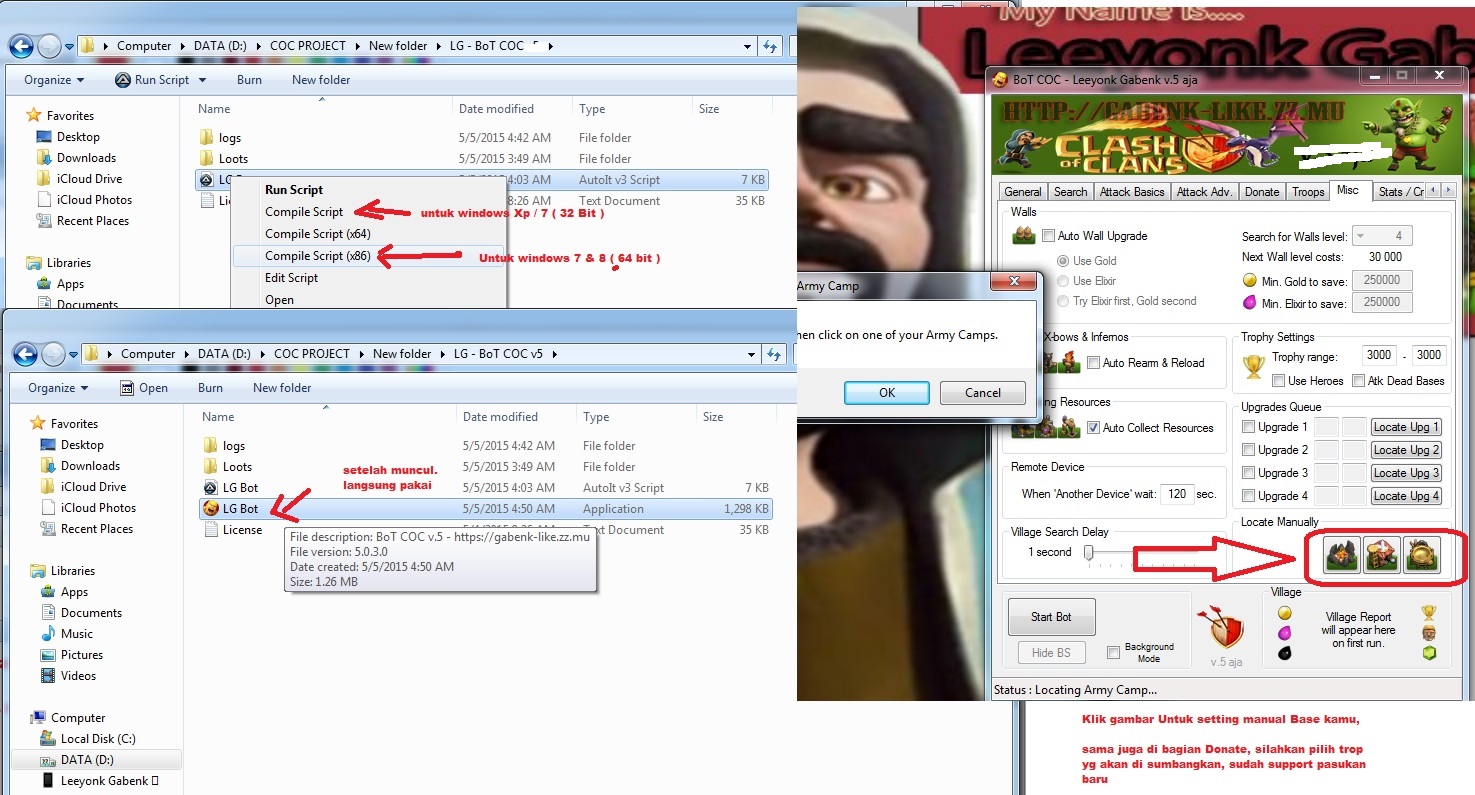 Computer ▸ DATA (D:) ▸ COC PROJECT ▸ New folder ▸ LG - BoT COC ▸
Organize Run Script Burn New folder
Name Date modified Type Size
Favorites
Desktop
Downloads
iCloud Drive
iCloud Photos
Recent Places
Libraries
Apps
Documents
logs 5/5/2015 4:42 AM File folder
Loots 5/5/2015 3:49 AM File folder
4:03 AM AutoIt v3 Script 7 KB
8:26 AM Text Document 35 KB
Run Script
Compile Script
Compile Script (x64)
Compile Script (x86)
Edit Script
Open
untuk windows Xp / 7 ( 32 Bit )
Untuk windows 7 & 8 ( 64 bit )
Computer ▸ DATA (D:) ▸ COC PROJECT ▸ New folder ▸ LG - BoT COC v5 ▸
Organize Open Burn New folder
Name Date modified Type Size
Favorites
Desktop
Downloads
iCloud Drive
iCloud Photos
Recent Places
Libraries
Apps
Documents
Music
Pictures
Videos
Computer
Local Disk (C:)
DATA (D:)
Leeyonk Gabenk
logs 5/5/2015 4:42 AM File folder
Loots 5/5/2015 3:49 AM File folder
LG Bot 5/5/2015 4:03 AM AutoIt v3 Script 7 KB
LG Bot 5/5/2015 4:50 AM Application 1,298 KB
License Text Document 35 KB
File description: BoT COC v.5 - https://gabenk-like.zz.mu
File version: 5.0.3.0
Date created: 5/5/2015 4:50 AM
Size: 1.26 MB
setelah muncul.
langsung pakai
My Name is....
Leeyonk Gab
Army Camp
then click on one of your Army Camps.
OK Cancel
BoT COC - Leeyonk Gabenk v.5 aja
HTTP://GABENK-LIKE.ZZ.MU
CLASH
OF CLANS
General Search Attack Basics Attack Adv. Donate Troops Misc Stats / Cr
Walls
Auto Wall Upgrade
Use Gold
Use Elixir
Try Elixir first, Gold second
Search for Walls level: 4
Next Wall level costs: 30 000
Min. Gold to save: 250000
Min. Elixir to save: 250000
X-bows & Infernos
Auto Ream & Reload
Trophy Settings
Trophy range: 3000 - 3000
Use Heroes Atk Dead Bases
ng Resources
Auto Collect Resources
Upgrades Queue
Upgrade 1 Locate Upg 1
Upgrade 2 Locate Upg 2
Upgrade 3 Locate Upg 3
Upgrade 4 Locate Upg 4
Remote Device
When 'Another Device' wait: 120 sec.
Village Search Delay
1 second
Locate Manually
Start Bot
Hide BS
Background
Mode
v.5 aja
Village
Village Report
will appear here
on first run.
Status : Locating Army Camp...
Klik gambar Untuk setting manual Base kamu,
sama juga di bagian Donate, silahkan pilih trop
yg akan di sumbangkan, sudah support pasukan
baru